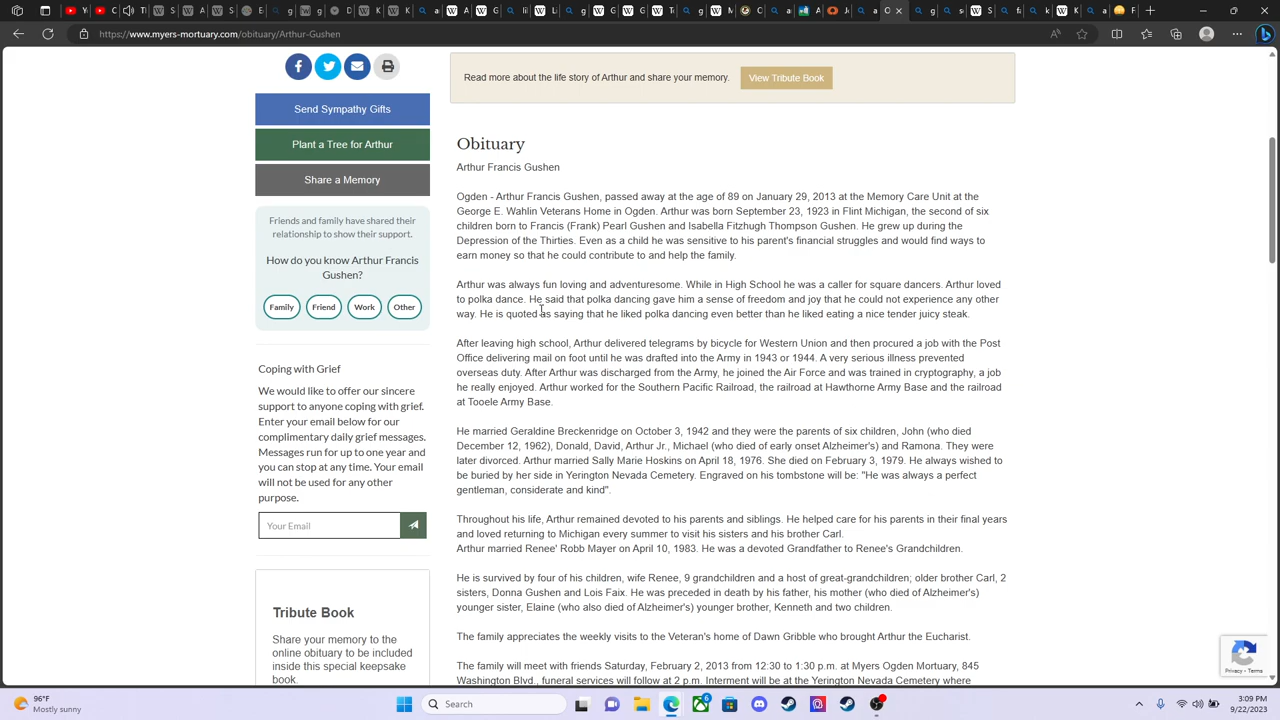 https://www.myers-mortuary.com/obituary/Arthur-Gushen
Read more about the life story of Arthur and share your memory.
View Tribute Book
Send Sympathy Gifts
Plant a Tree for Arthur
Share a Memory
Friends and family have shared their
relationship to show their support.
How do you know Arthur Francis
Gushen?
Family
Friend
Work
Other
Coping with Grief
We would like to offer our sincere
support to anyone coping with grief.
Enter your email below for our
complimentary daily grief messages.
Messages run for up to one year and
you can stop at any time. Your email
will not be used for any other
purpose.
Your Email
Tribute Book
Share your memory to the
online obituary to be included
inside this special keepsake
book.
Obituary
Arthur Francis Gushen
Ogden - Arthur Francis Gushen, passed away at the age of 89 on January 29, 2013 at the Memory Care Unit at the
George E. Wahlin Veterans Home in Ogden. Arthur was born September 23, 1923 in Flint Michigan, the second of six
children born to Francis (Frank) Pearl Gushen and Isabella Fitzhugh Thompson Gushen. He grew up during the
Depression of the Thirties. Even as a child he was sensitive to his parent's financial struggles and would find ways to
earn money so that he could contribute to and help the family.
Arthur was always fun loving and adventuresome. While in High School he was a caller for square dancers. Arthur loved
to polka dance. He said that polka dancing gave him a sense of freedom and joy that he could not experience any other
way. He is quoted as saying that he liked polka dancing even better than he liked eating a nice tender juicy steak.
After leaving high school, Arthur delivered telegrams by bicycle for Western Union and then procured a job with the Post
Office delivering mail on foot until he was drafted into the Army in 1943 or 1944. A very serious illness prevented
overseas duty. After Arthur was discharged from the Army, he joined the Air Force and was trained in cryptography, a job
he really enjoyed. Arthur worked for the Southern Pacific Railroad, the railroad at Hawthorne Army Base and the railroad
at Tooele Army Base.
He married Geraldine Breckenridge on October 3, 1942 and they were the parents of six children, John (who died
December 12, 1962), Donald, David, Arthur Jr., Michael (who died of early onset Alzheimer's) and Ramona. They were
later divorced. Arthur married Sally Marie Hoskins on April 18, 1976. She died on February 3, 1979. He always wished to
be buried by her side in Yerington Nevada Cemetery. Engraved on his tombstone will be: "He was always a perfect
gentleman, considerate and kind".
Throughout his life, Arthur remained devoted to his parents and siblings. He helped care for his parents in their final years
and loved returning to Michigan every summer to visit his sisters and his brother Carl.
Arthur married Renee' Robb Mayer on April 10, 1983. He was a devoted Grandfather to Renee's Grandchildren.
He is survived by four of his children, wife Renee, 9 grandchildren and a host of great-grandchildren; older brother Carl, 2
sisters, Donna Gushen and Lois Faix. He was preceded in death by his father, his mother (who died of Alzheimer's)
younger sister, Elaine (who also died of Alzheimer's) younger brother, Kenneth and two children.
The family appreciates the weekly visits to the Veteran's home of Dawn Gribble who brought Arthur the Eucharist.
The family will meet with friends Saturday, February 2, 2013 from 12:30 to 1:30 p.m. at Myers Ogden Mortuary, 845
Washington Blvd., funeral services will follow at 2 p.m. Interment will be at the Yerington Nevada Cemetery where
Privacy - Terms
96°F
Mostly sunny
Search
6
3:09 PM
9/22/2023